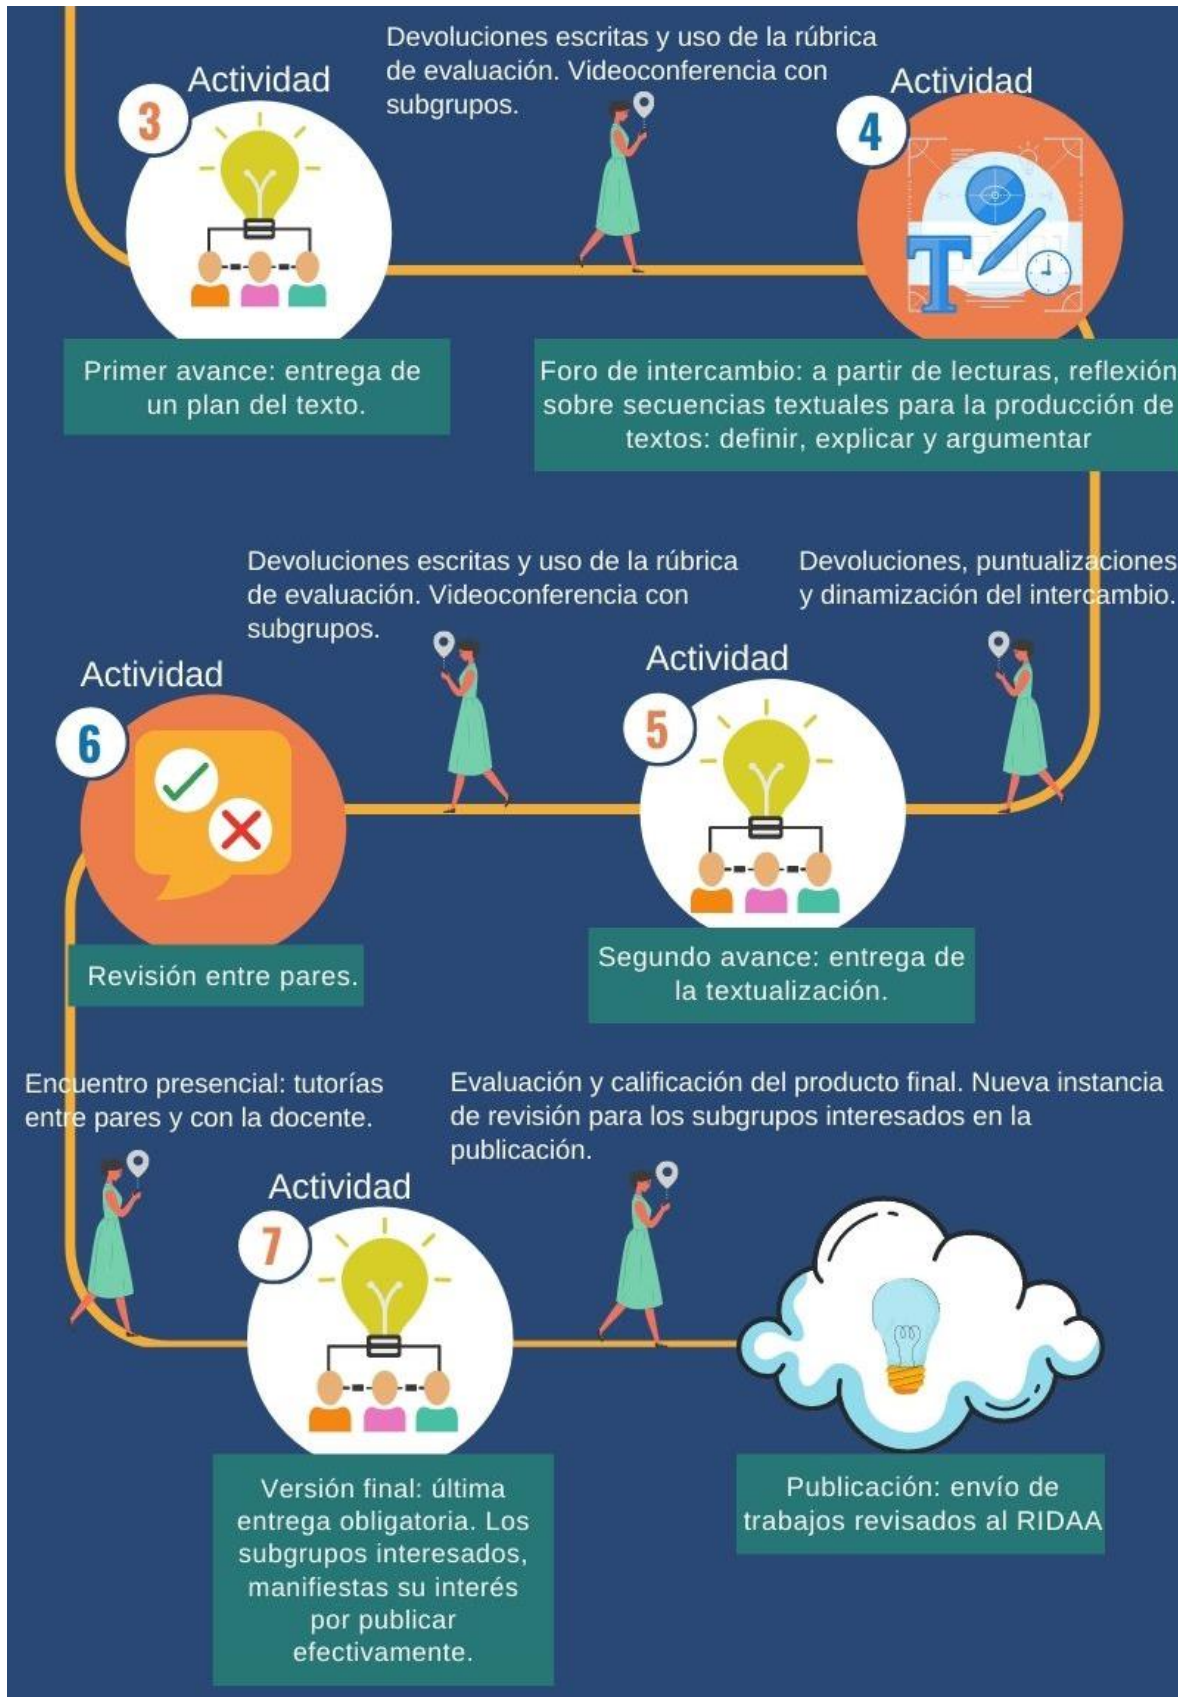 Actividad
3
Primer avance: entrega de
un plan del texto.
Devoluciones escritas y uso de la rúbrica
de evaluación. Videoconferencia con
subgrupos.
Actividad
4
T
Foro de intercambio: a partir de lecturas, reflexión
sobre secuencias textuales para la producción de
textos: definir, explicar y argumentar
Devoluciones, puntualizaciones
y dinamización del intercambio.
Actividad
5
Segundo avance: entrega de
la textualización.
Devoluciones escritas y uso de la rúbrica
de evaluación. Videoconferencia con
subgrupos.
Actividad
6
Revisión entre pares.
Encuentro presencial: tutorías
entre pares y con la docente.
Actividad
7
Versión final: última
entrega obligatoria. Los
subgrupos interesados,
manifiestas su interés
por publicar
efectivamente.
Evaluación y calificación del producto final. Nueva instancia
de revisión para los subgrupos interesados en la
publicación.
Publicación: envío de
trabajos revisados al RIDAA